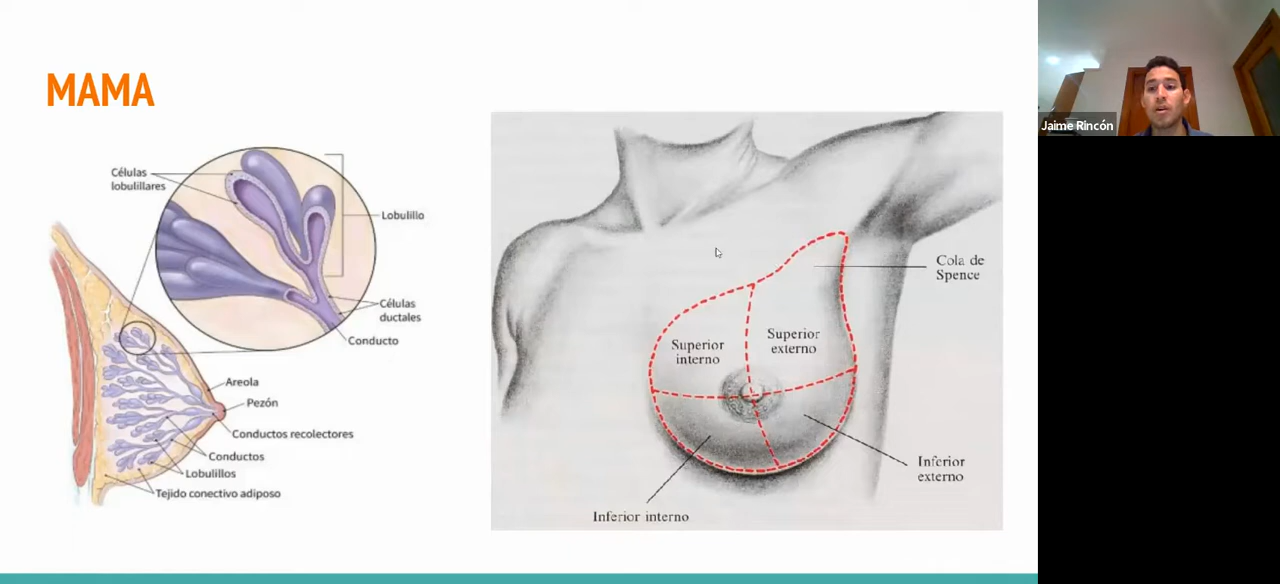 MAMA
Células
lobulillares
Lobulillo
Células
ductales
Conducto
Areola
Pezón
Conductos recolectores
Conductos
Lobulillos
Tejido conectivo adiposo
Cola de
Spence
Superior
externo
Superior
interno
Inferior
externo
Inferior interno
Jaime Rincón